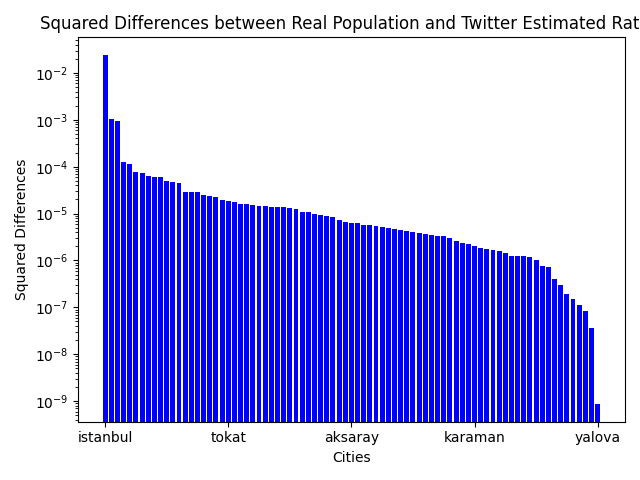 Squared Differences between Real Population and Twitter Estimated Rat
10⁻²
10⁻³
10⁻⁴
10⁻⁵
10⁻⁶
10⁻⁷
10⁻⁸
10⁻⁹
Squared Differences
istanbul tokat aksaray karaman yalova
Cities